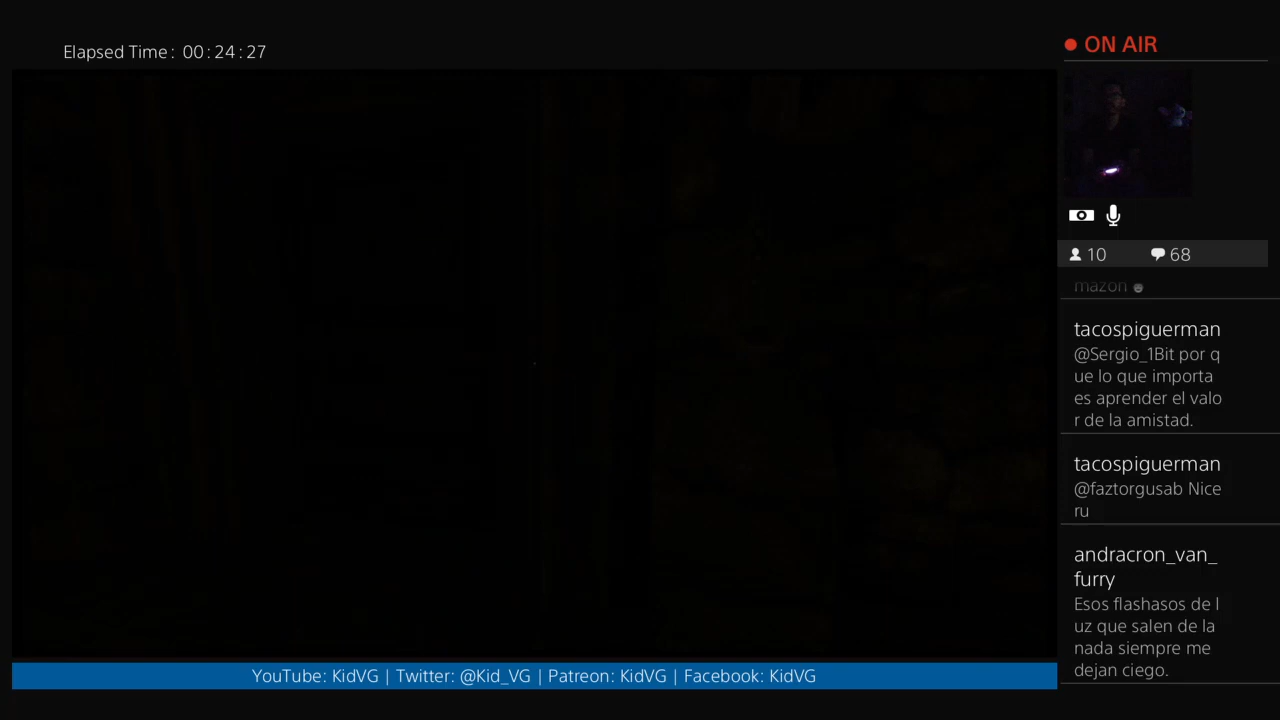 Elapsed Time: 00:24:27
ON AIR
10 68
mazon
tacospiguerman
@Sergio_1Bit por q
ue lo que importa
es aprender el valo
r de la amistad.
tacospiguerman
@faztorgusab Nice
ru
andracron_van_
furry
Esos flashasos de l
uz que salen de la
nada siempre me
dejan ciego.
YouTube: KidVG | Twitter: @Kid_VG | Patreon: KidVG | Facebook: KidVG